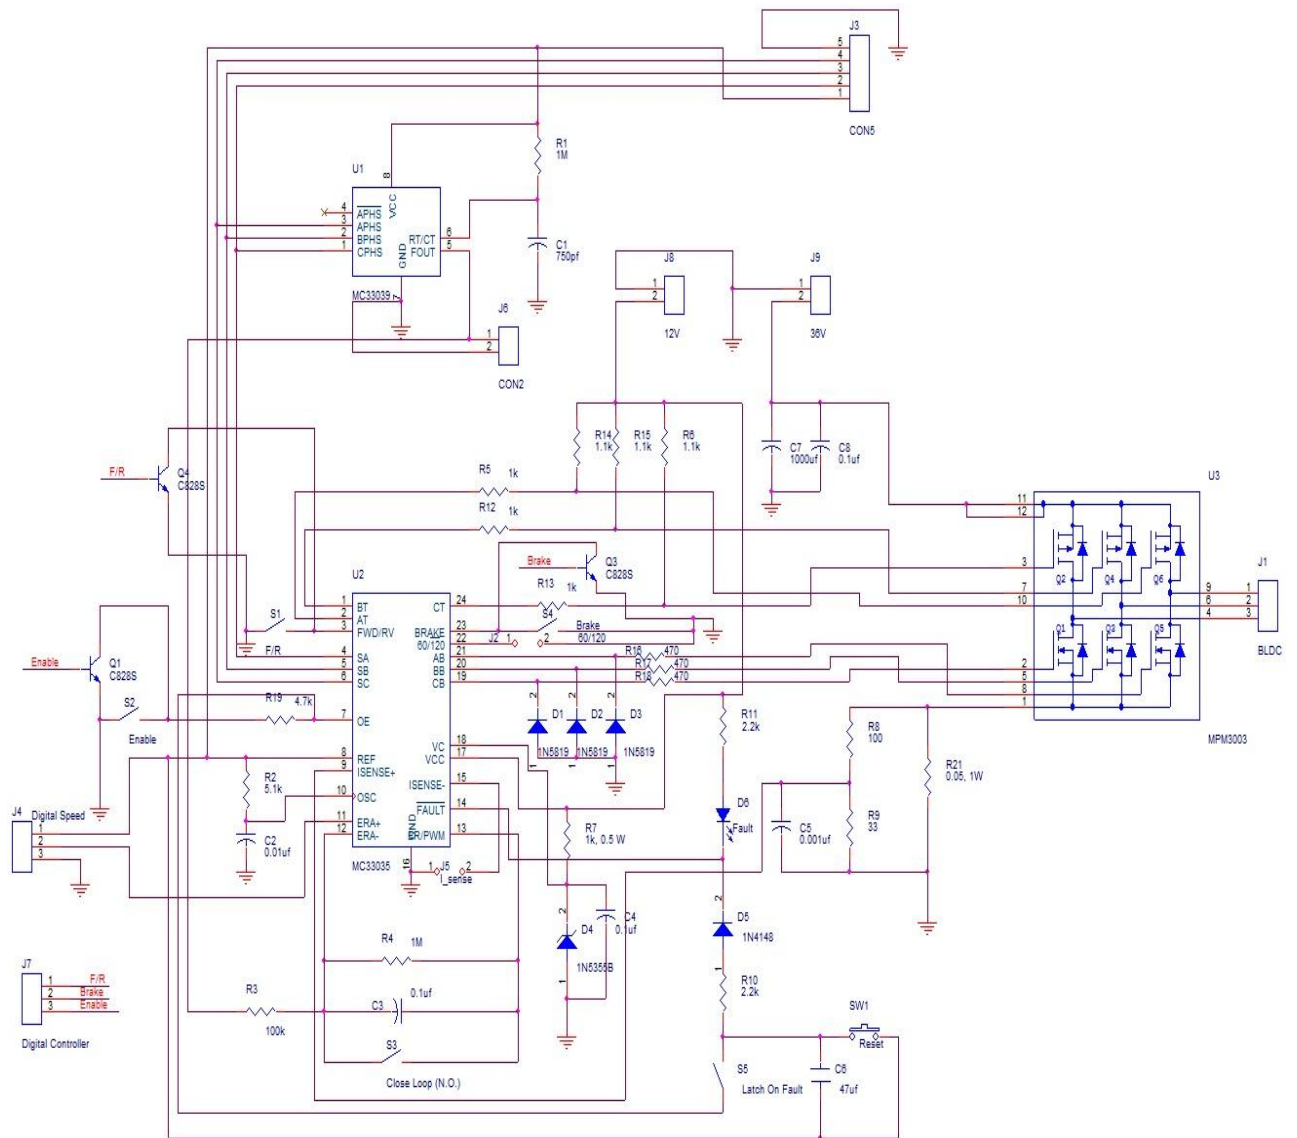 J3
5
4
3
2
1
CON5
R1
1M
U1
8
VCC
4 APHS
3 APHS
2 BPHS
1 CPHS
RT/CT 6
FOUT 5
GND
7
MC33039
C1
750pf
J6
1
2
CON2
J8
1
2
12V
J9
1
2
36V
R14
1.1k
R15
1.1k
R6
1.1k
C7
1000uf
C8
0.1uf
F/R
Q4
C828S
R5 1k
R12 1k
U3
11
12
3
7
10
2
5
8
1
Q2 Q4 Q6
Q1 Q3 Q5
9
6
4
MPM3003
J1
1
2
3
BLDC
Brake
Q3
C828S
R13 1k
S4
Brake
60/120
J2 1 2
U2
1 BT
2 AT
3 FWD/RV
4 SA
5 SB
6 SC
7 OE
8 REF
9 ISENSE+
10 OSC
11 ERA+
12 ERA-
CT 24
BRAKE 23
60/120 22
AB 21
BB 20
CB 19
VC 18
VCC 17
ISENSE- 15
FAULT 14
ER/PWM 13
GND
16
MC33035
S1
F/R
Enable
Q1
C828S
S2
Enable
R19 4.7k
R16 470
R17 470
R18 470
2 2 2
D1 D2 D3
1N5819 1N5819 1N5819
1 1 1
R11
2.2k
R8
100
R21
0.05, 1W
R2
5.1k
C2
0.01uf
J4 Digital Speed
1
2
3
J5
1 2
I_sense
R7
1k, 0.5 W
D6
Fault
C5
0.001uf
R9
33
2
D4
1N5355B
1
C4
0.1uf
2
D5
1N4148
1
R10
2.2k
R4 1M
C3 0.1uf
R3
100k
S3
Close Loop (N.O.)
J7
1 F/R
2 Brake
3 Enable
Digital Controller
SW1
Reset
S5
Latch On Fault
C6
47uf